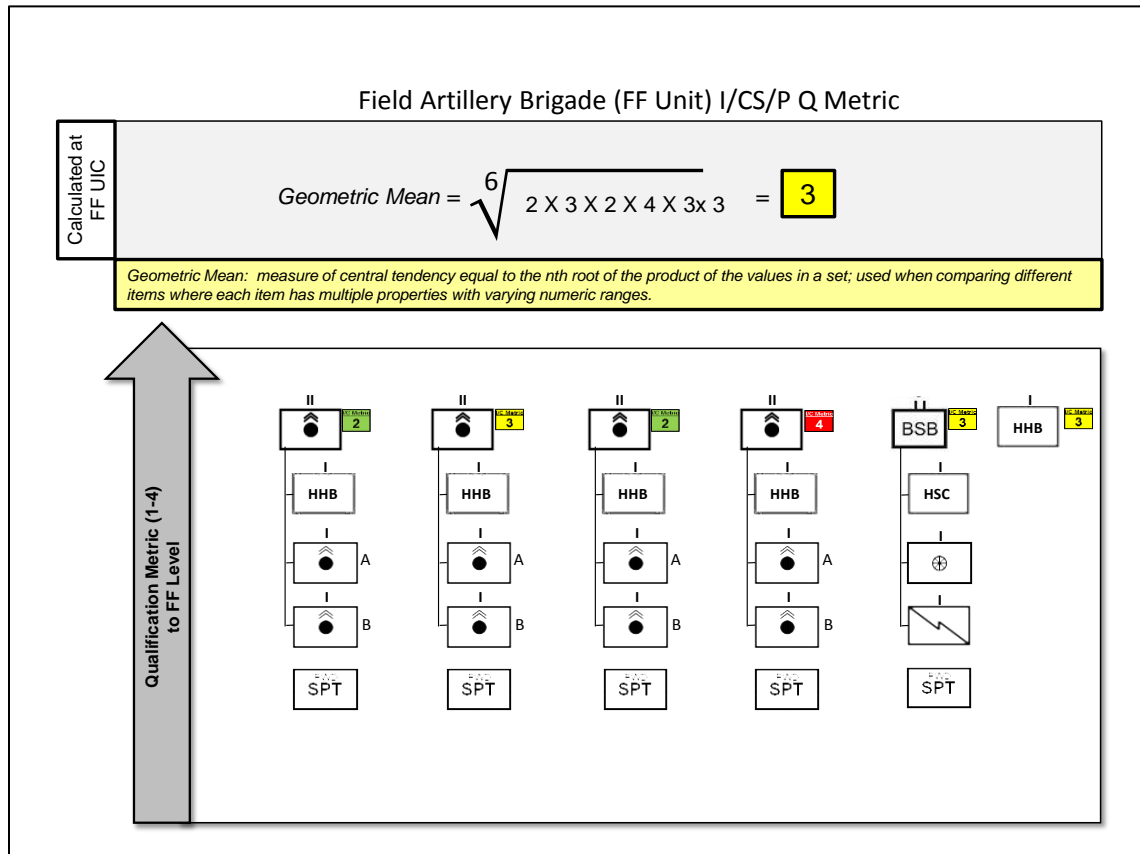 Field Artillery Brigade (FF Unit) I/CS/P Q Metric
Calculated at
FF UIC
Geometric Mean = 6√ 2 X 3 X 2 X 4 X 3x 3 = 3
Geometric Mean: measure of central tendency equal to the nth root of the product of the values in a set; used when comparing different
items where each item has multiple properties with varying numeric ranges.
Qualification Metric (1-4)
to FF Level
II II II II I
2 3 2 4 BSB 3 HHB 3
I I I I I
HHB HHB HHB HHB HSC
I I I I I
A A A A
I I I I I
B B B B
SPT SPT SPT SPT SPT